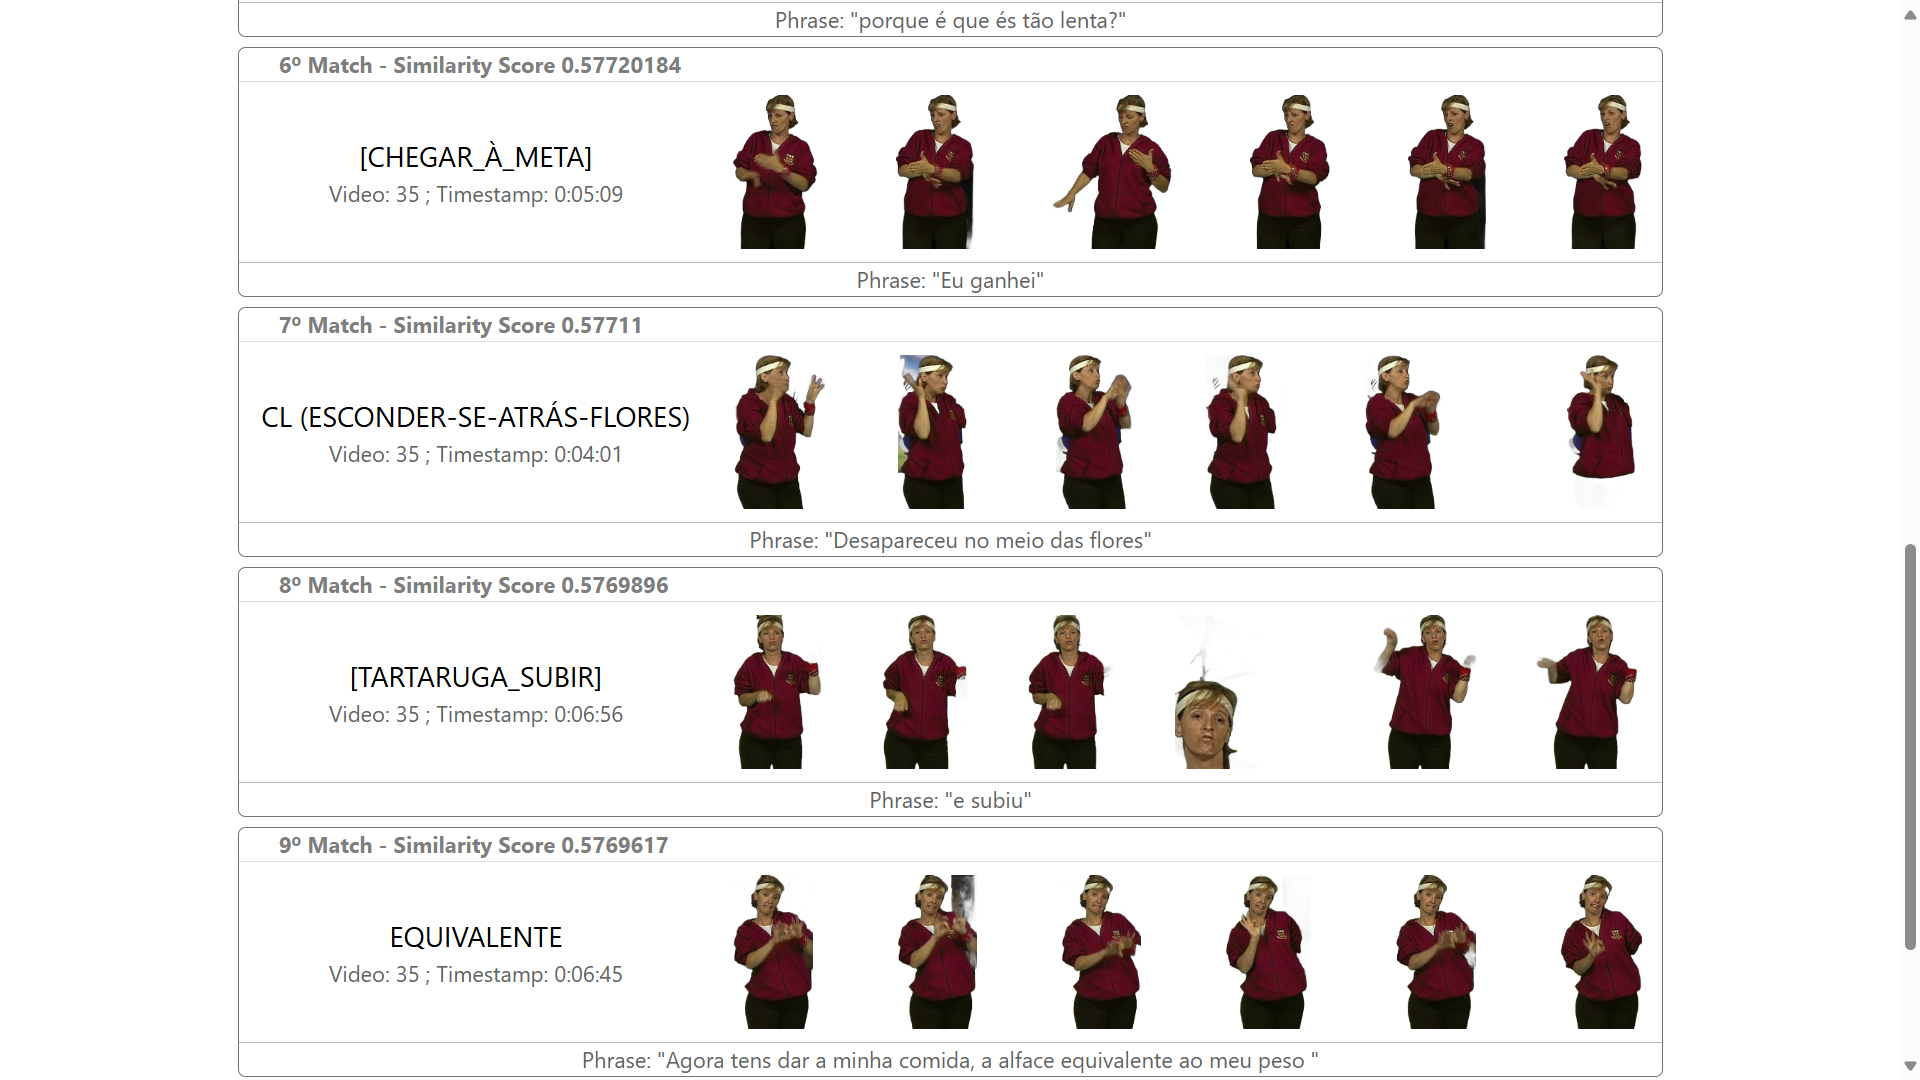 Phrase: "porque é que és tão lenta?"
6º Match - Similarity Score 0.57720184
[CHEGAR_À_META]
Video: 35 ; Timestamp: 0:05:09
Phrase: "Eu ganhei"
7º Match - Similarity Score 0.57711
CL (ESCONDER-SE-ATRÁS-FLORES)
Video: 35 ; Timestamp: 0:04:01
Phrase: "Desapareceu no meio das flores"
8º Match - Similarity Score 0.5769896
[TARTARUGA_SUBIR]
Video: 35 ; Timestamp: 0:06:56
Phrase: "e subiu"
9º Match - Similarity Score 0.5769617
EQUIVALENTE
Video: 35 ; Timestamp: 0:06:45
Phrase: "Agora tens dar a minha comida, a alface equivalente ao meu peso "